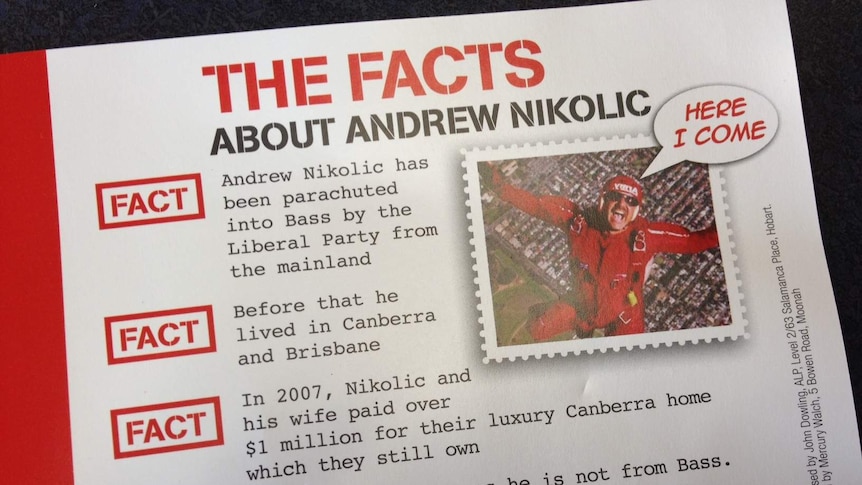 THE FACTS
ABOUT ANDREW NIKOLIC
HERE
I COME
FACT
Andrew Nikolic has
been parachuted
into Bass by the
Liberal Party from
the mainland
FACT
Before that he
lived in Canberra
and Brisbane
FACT
In 2007, Nikolic and
his wife paid over
$1 million for their luxury Canberra home
which they still own
he is not from Bass.
sed by John Dowling, ALP, Level 2/63 Salamanca Place, Hobart.
by Mercury Walch, 5 Bowen Road, Moonah